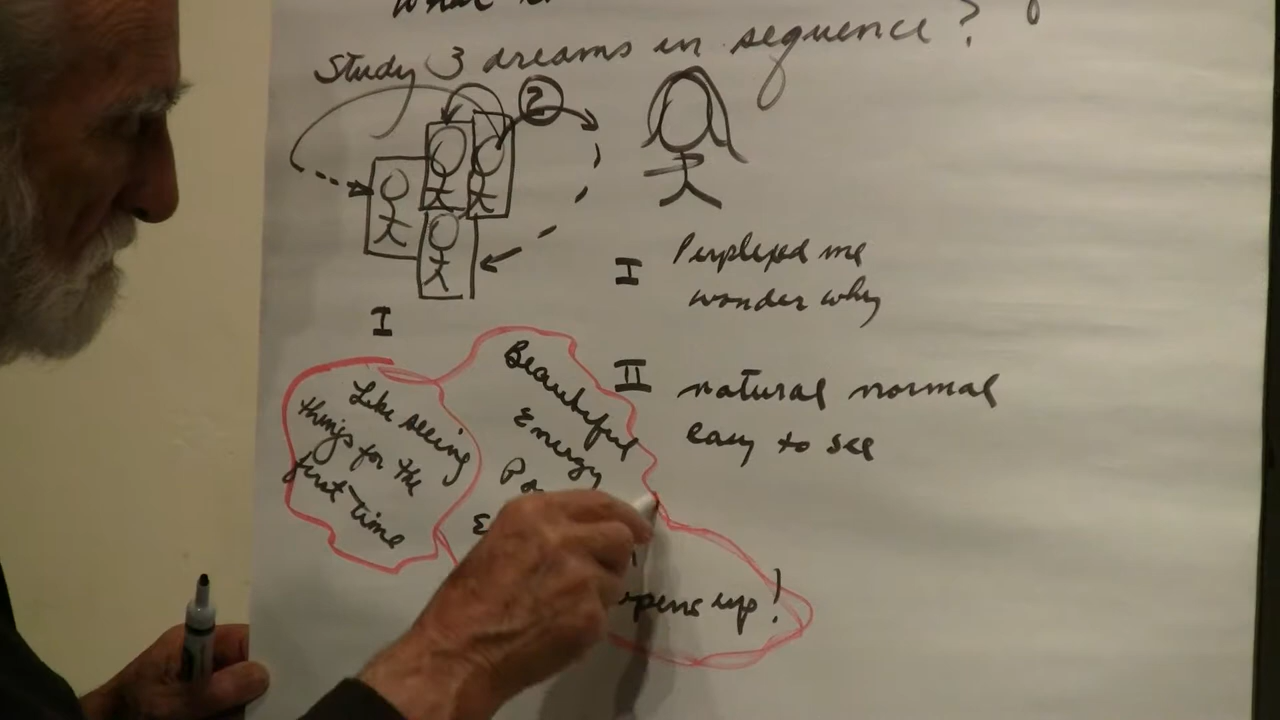 Study 3 dreams in sequence?
2
I
Perplexed me
wonder why
I
II
natural normal
easy to see
Like seeing
things for the
first time
Beautiful
Energy
up!